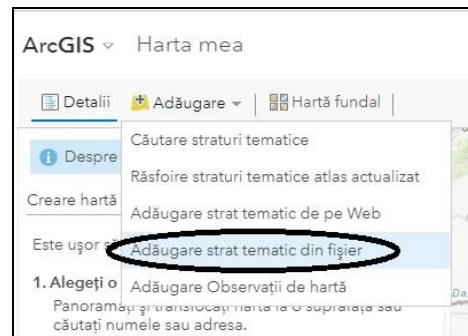 ArcGIS Harta mea
Detalii Adăugare Hartă fundal
Căutare straturi tematice
Despre
Răsfoire straturi tematice atlas actualizat
Creare hartă
Adăugare strat tematic de pe Web
Este ușor
Adăugare strat tematic din fișier
1. Alegeți o
Adăugare Observații de hartă
Panoramați și translocați harta la o suprafață sau
căutați numele sau adresa.